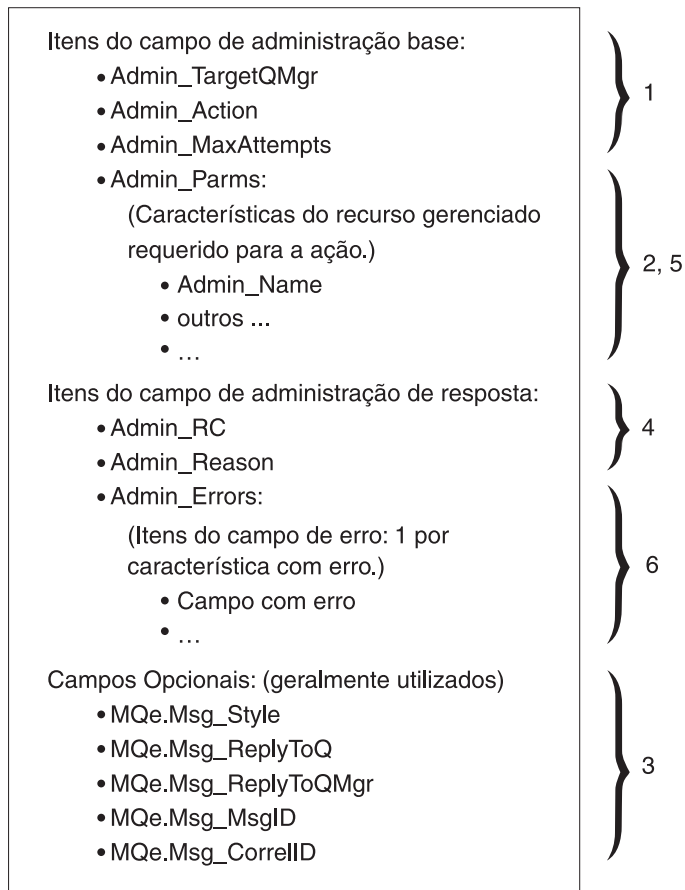 Itens do campo de administração base:
• Admin_TargetQMgr
• Admin_Action
• Admin_MaxAttempts
1
• Admin_Parms:
(Características do recurso gerenciado
requerido para a ação.)
• Admin_Name
• outros ...
• ...
2, 5
Itens do campo de administração de resposta:
• Admin_RC
• Admin_Reason
4
• Admin_Errors:
(Itens do campo de erro: 1 por
característica com erro.)
• Campo com erro
• ...
6
Campos Opcionais: (geralmente utilizados)
• MQe.Msg_Style
• MQe.Msg_ReplyToQ
• MQe.Msg_ReplyToQMgr
• MQe.Msg_MsgID
• MQe.Msg_CorrelID
3